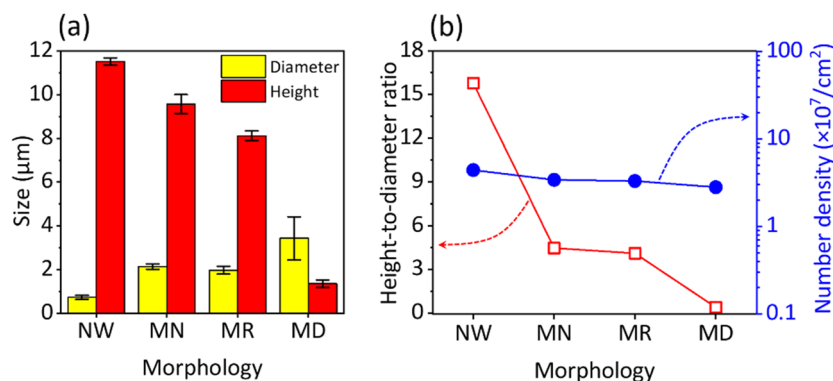 (a)
Size (μm)
12
10
8
6
4
2
0
Diameter
Height
NW MN MR MD
Morphology
(b)
Height-to-diameter ratio
18
15
12
9
6
3
0
NW MN MR MD
Morphology
100
10
1
0.1
Number density (×10⁷/cm²)